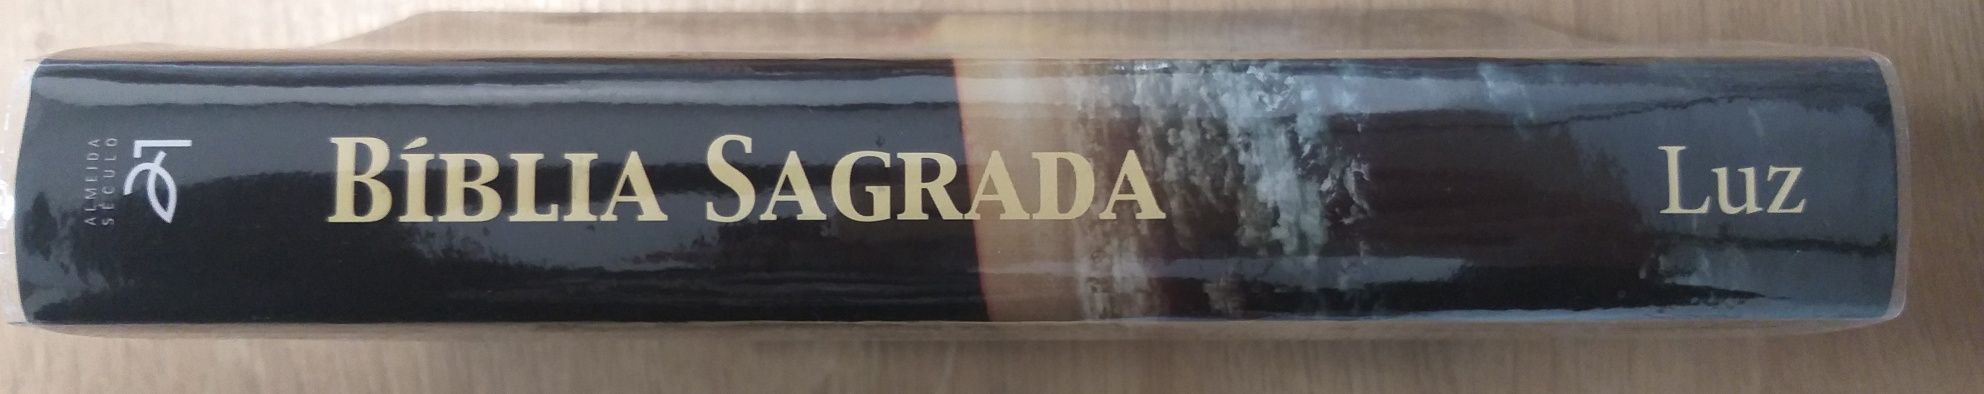 ALMEIDA
SÉCULO
21
BÍBLIA SAGRADA
Luz